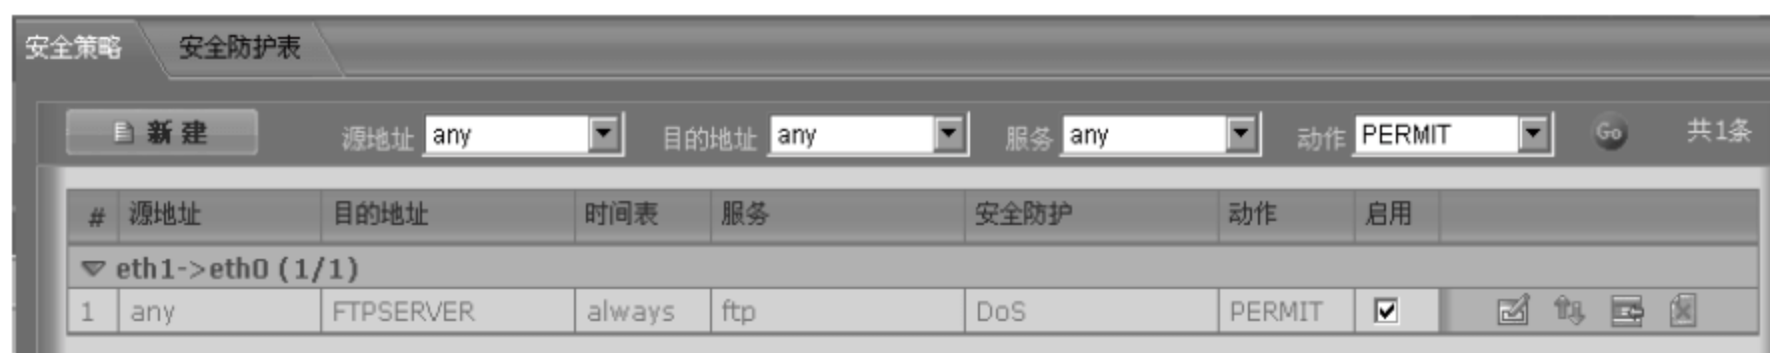 安全策略 安全防护表
新建 源地址 any 目的地址 any 服务 any 动作 PERMIT Go 共1条
# 源地址 目的地址 时间表 服务 安全防护 动作 启用
eth1->eth0 (1/1)
1 any FTPSERVER always ftp DoS PERMIT